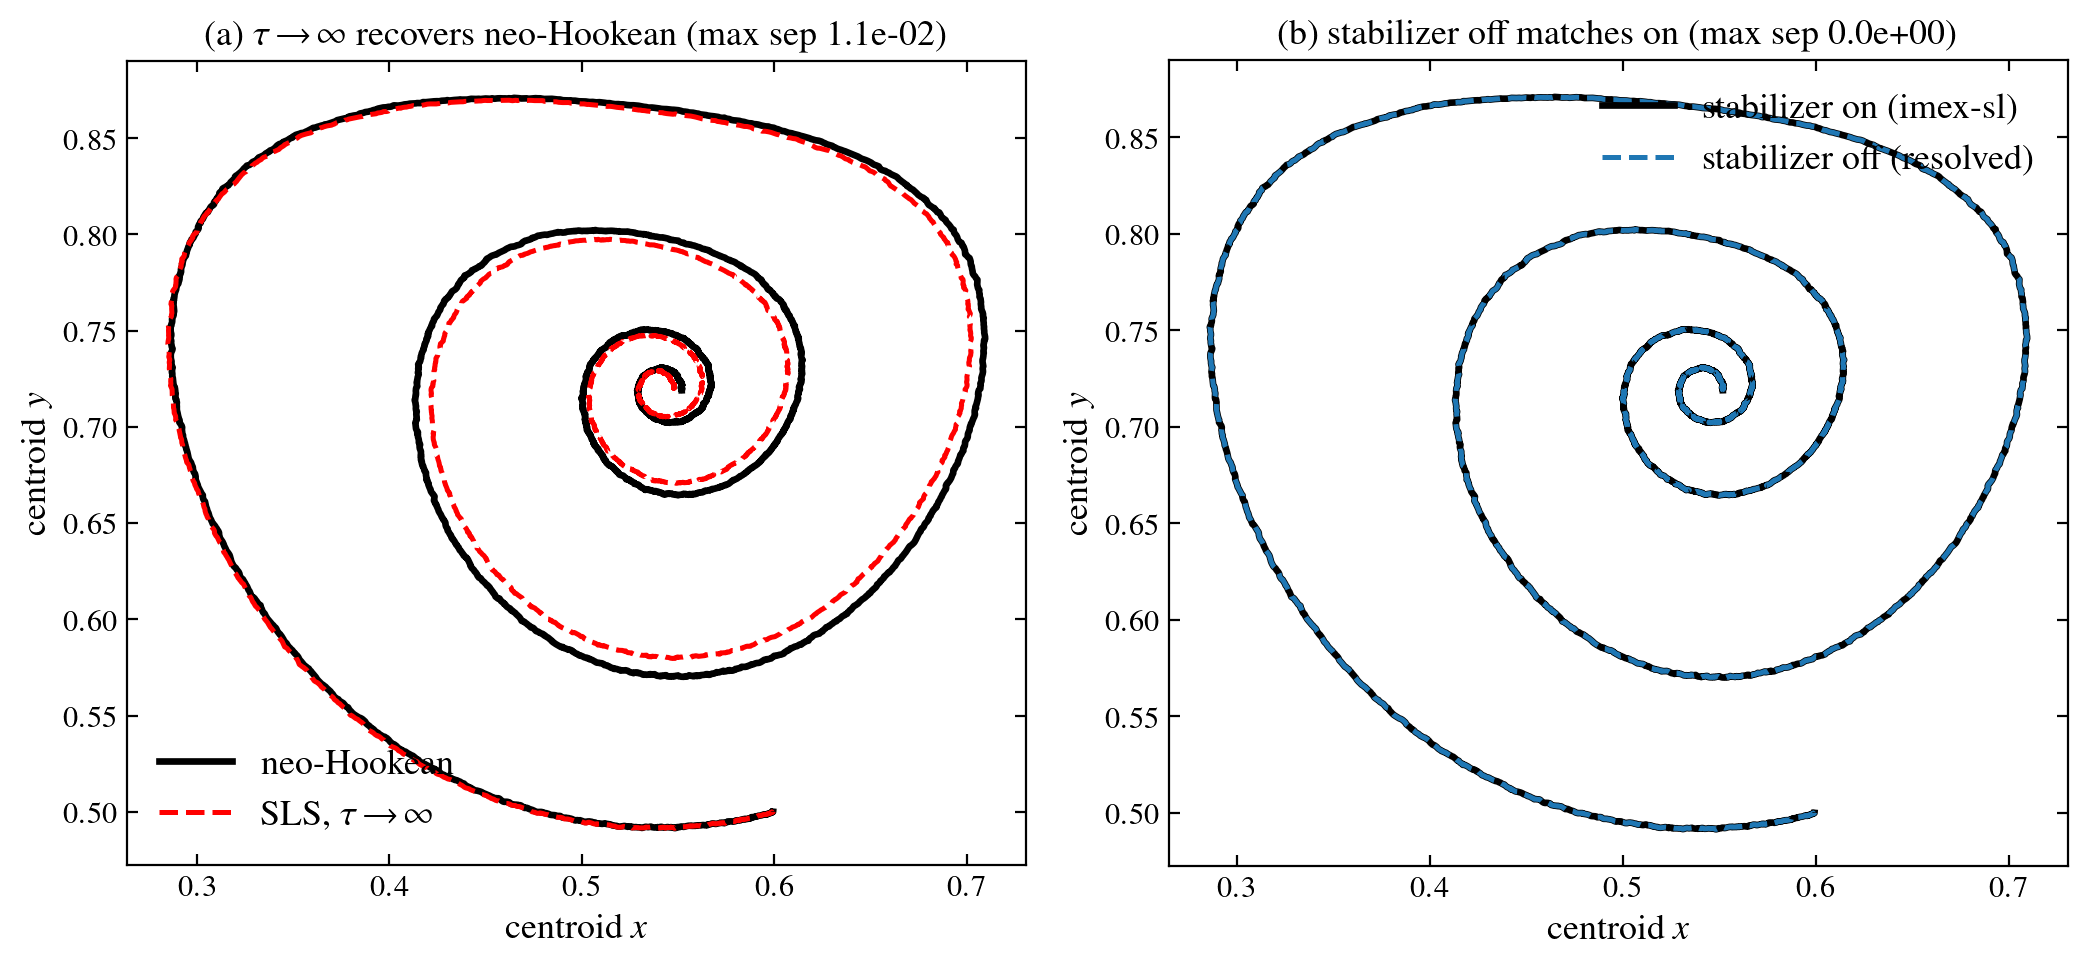 (a) τ → ∞ recovers neo-Hookean (max sep 1.1e-02)
centroid y
0.85
0.80
0.75
0.70
0.65
0.60
0.55
0.50
neo-Hookean
SLS, τ → ∞
0.3 0.4 0.5 0.6 0.7
centroid x
(b) stabilizer off matches on (max sep 0.0e+00)
centroid y
0.85
0.80
0.75
0.70
0.65
0.60
0.55
0.50
stabilizer on (imex-sl)
stabilizer off (resolved)
0.3 0.4 0.5 0.6 0.7
centroid x